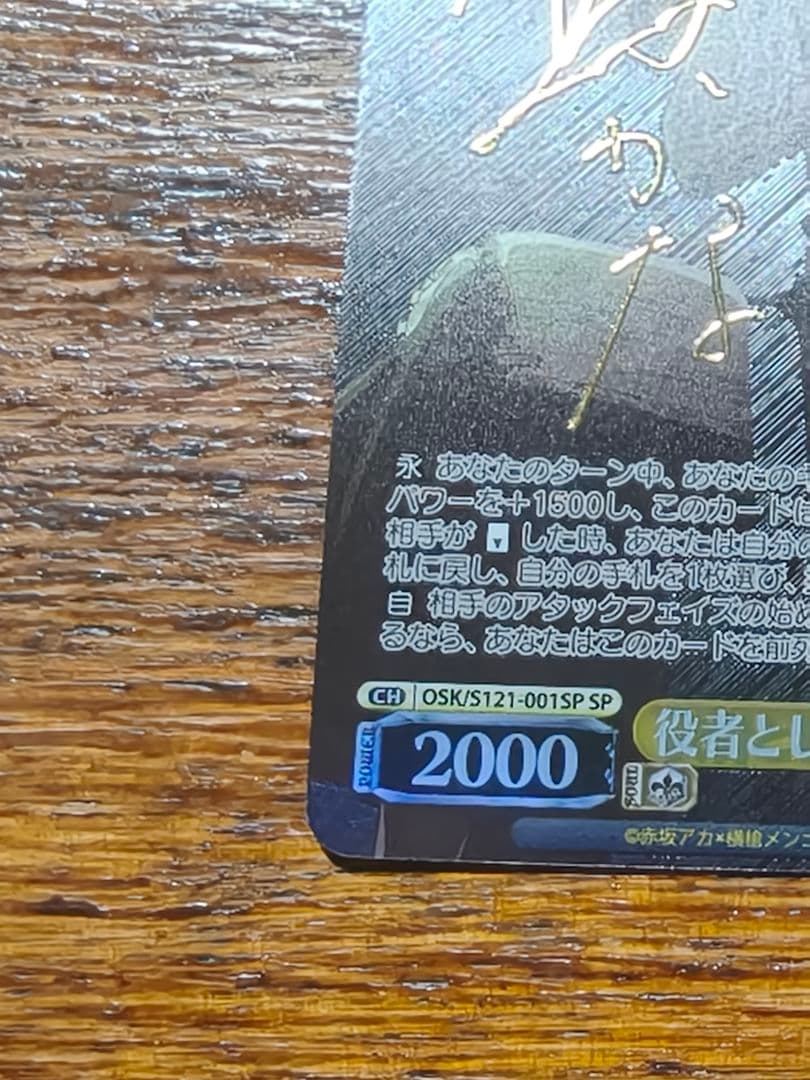 永 あなたのターン中、あなたの
パワーを+1500し、このカード
相手が した時、あなたは自分
札に戻し、自分の手札を1枚選び、
自 相手のアタックフェイズの始め
るなら、あなたはこのカードを前列
CH OSK/S121-001SP SP
POWER 2000
役者とし
SOUL
©赤坂アカ×横槍メンゴ